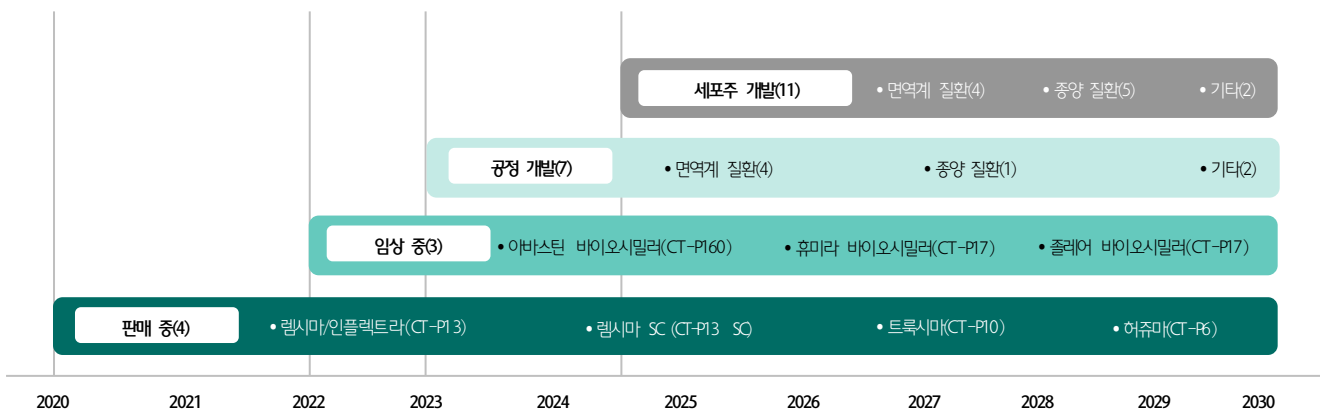 세포주 개발(11) • 면역계 질환(4) • 종양 질환(5) • 기타(2)
공정 개발(7) • 면역계 질환(4) • 종양 질환(1) • 기타(2)
임상 중(3) • 아바스틴 바이오시밀러(CT-P160) • 휴미라 바이오시밀러(CT-P17) • 졸레어 바이오시밀러(CT-P17)
판매 중(4) • 렘시마/인플렉트라(CT-P13) • 렘시마 SC (CT-P13 SC) • 트룩시마(CT-P10) • 허쥬마(CT-P6)
2020 2021 2022 2023 2024 2025 2026 2027 2028 2029 2030